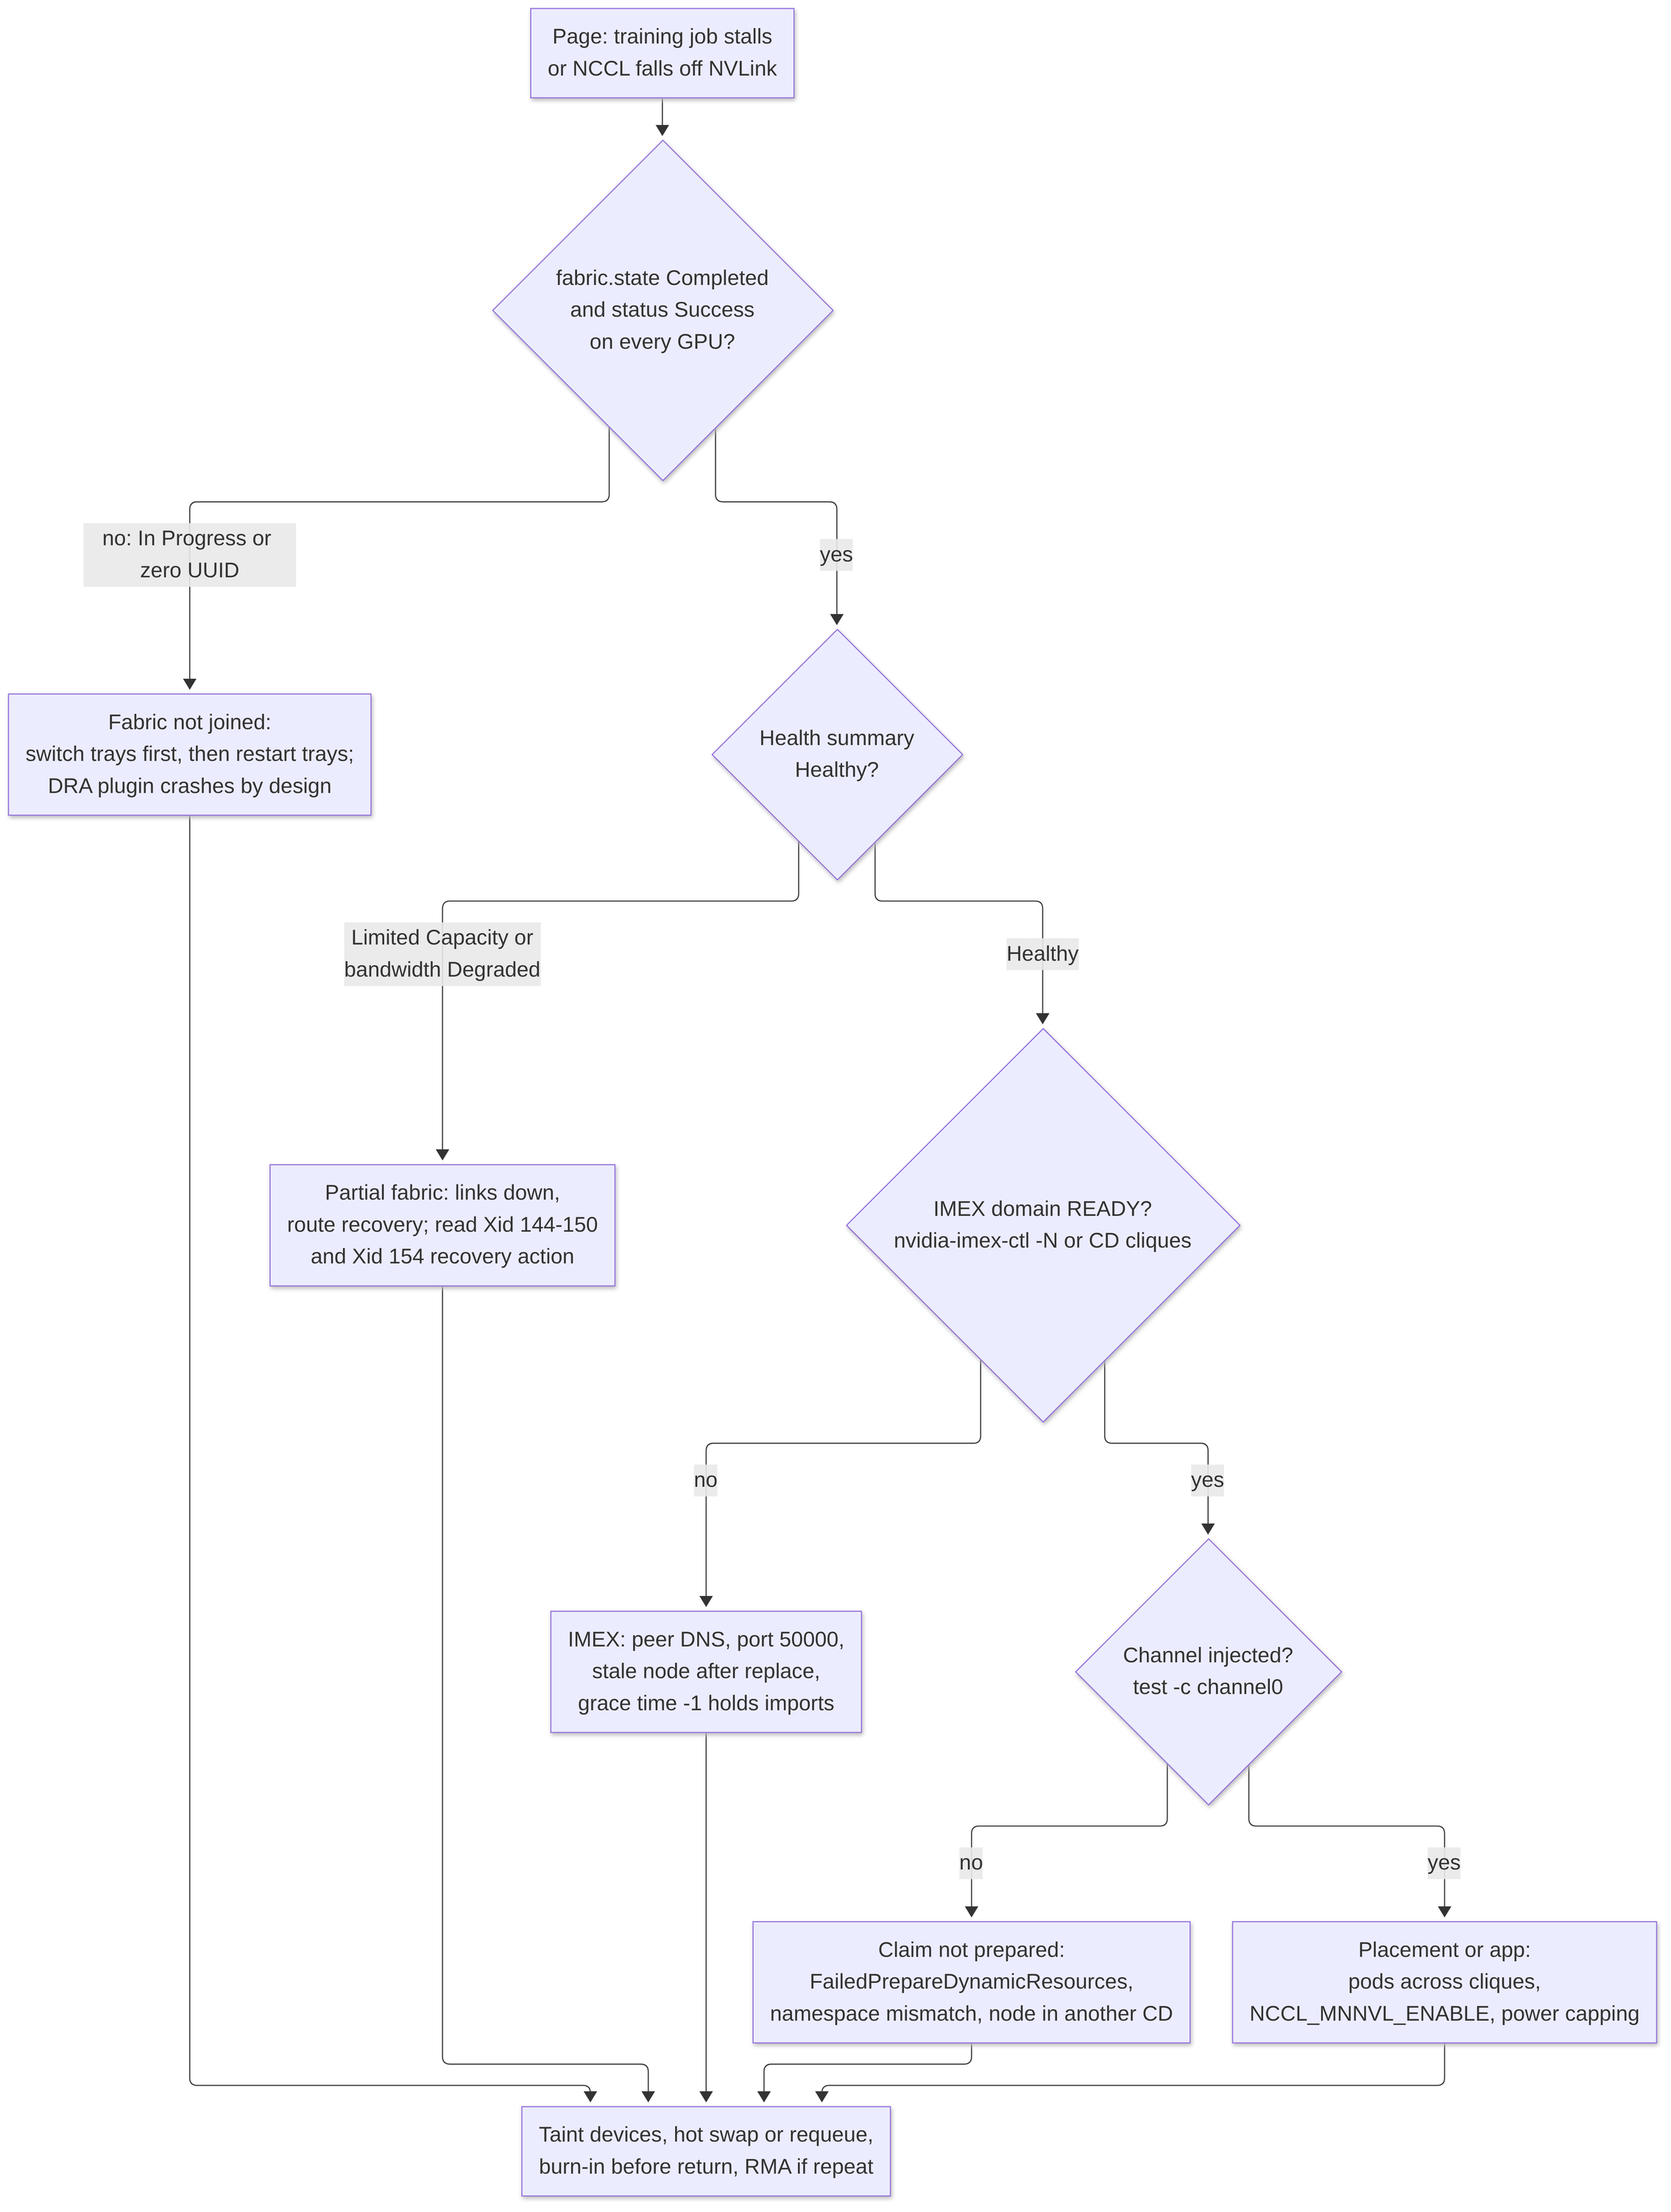 Page: training job stalls
or NCCL falls off NVLink
fabric.state Completed
and status Success
on every GPU?
no: In Progress or
zero UUID
yes
Fabric not joined:
switch trays first, then restart trays;
DRA plugin crashes by design
Health summary
Healthy?
Limited Capacity or
bandwidth Degraded
Healthy
Partial fabric: links down,
route recovery; read Xid 144-150
and Xid 154 recovery action
IMEX domain READY?
nvidia-imex-ctl -N or CD cliques
no
yes
IMEX: peer DNS, port 50000,
stale node after replace,
grace time -1 holds imports
Channel injected?
test -c channel0
no
yes
Claim not prepared:
FailedPrepareDynamicResources,
namespace mismatch, node in another CD
Placement or app:
pods across cliques,
NCCL_MNNVL_ENABLE, power capping
Taint devices, hot swap or requeue,
burn-in before return, RMA if repeat